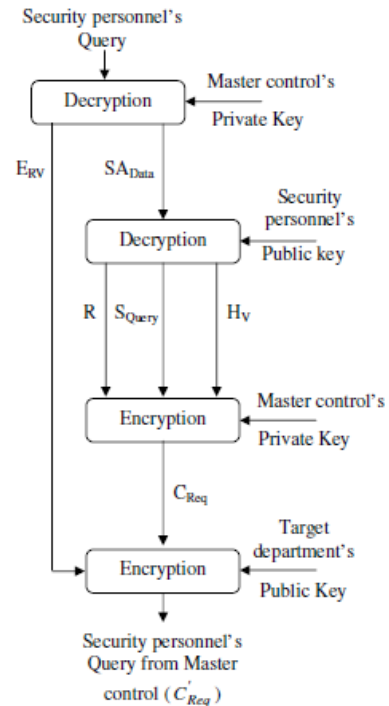 Security personnel's
Query
Decryption
Master control's
Private Key
E_RV
SA_Data
Decryption
Security
personnel's
Public key
R
S_Query
H_V
Encryption
Master control's
Private Key
C_Req
Encryption
Target
department's
Public Key
Security personnel's
Query from Master
control (C'_Req)